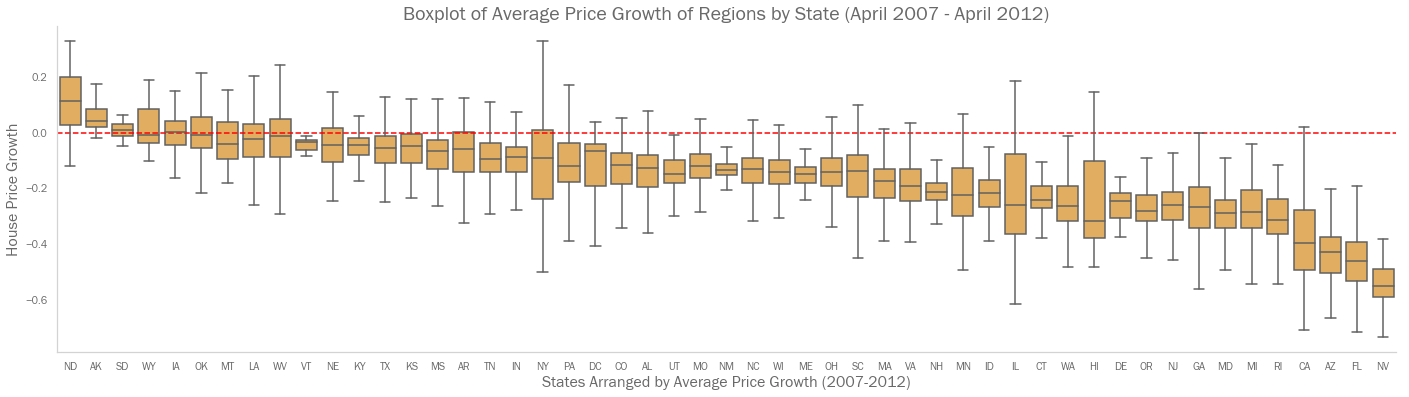 Boxplot of Average Price Growth of Regions by State (April 2007 - April 2012)
House Price Growth
0.2
0.0
−0.2
−0.4
−0.6
ND AK SD WY IA OK MT LA WV VT NE KY TX KS MS AR TN IN NY PA DC CO AL UT MO NM NC WI ME OH SC MA VA NH MN ID IL CT WA HI DE OR NJ GA MD MI RI CA AZ FL NV
States Arranged by Average Price Growth (2007-2012)